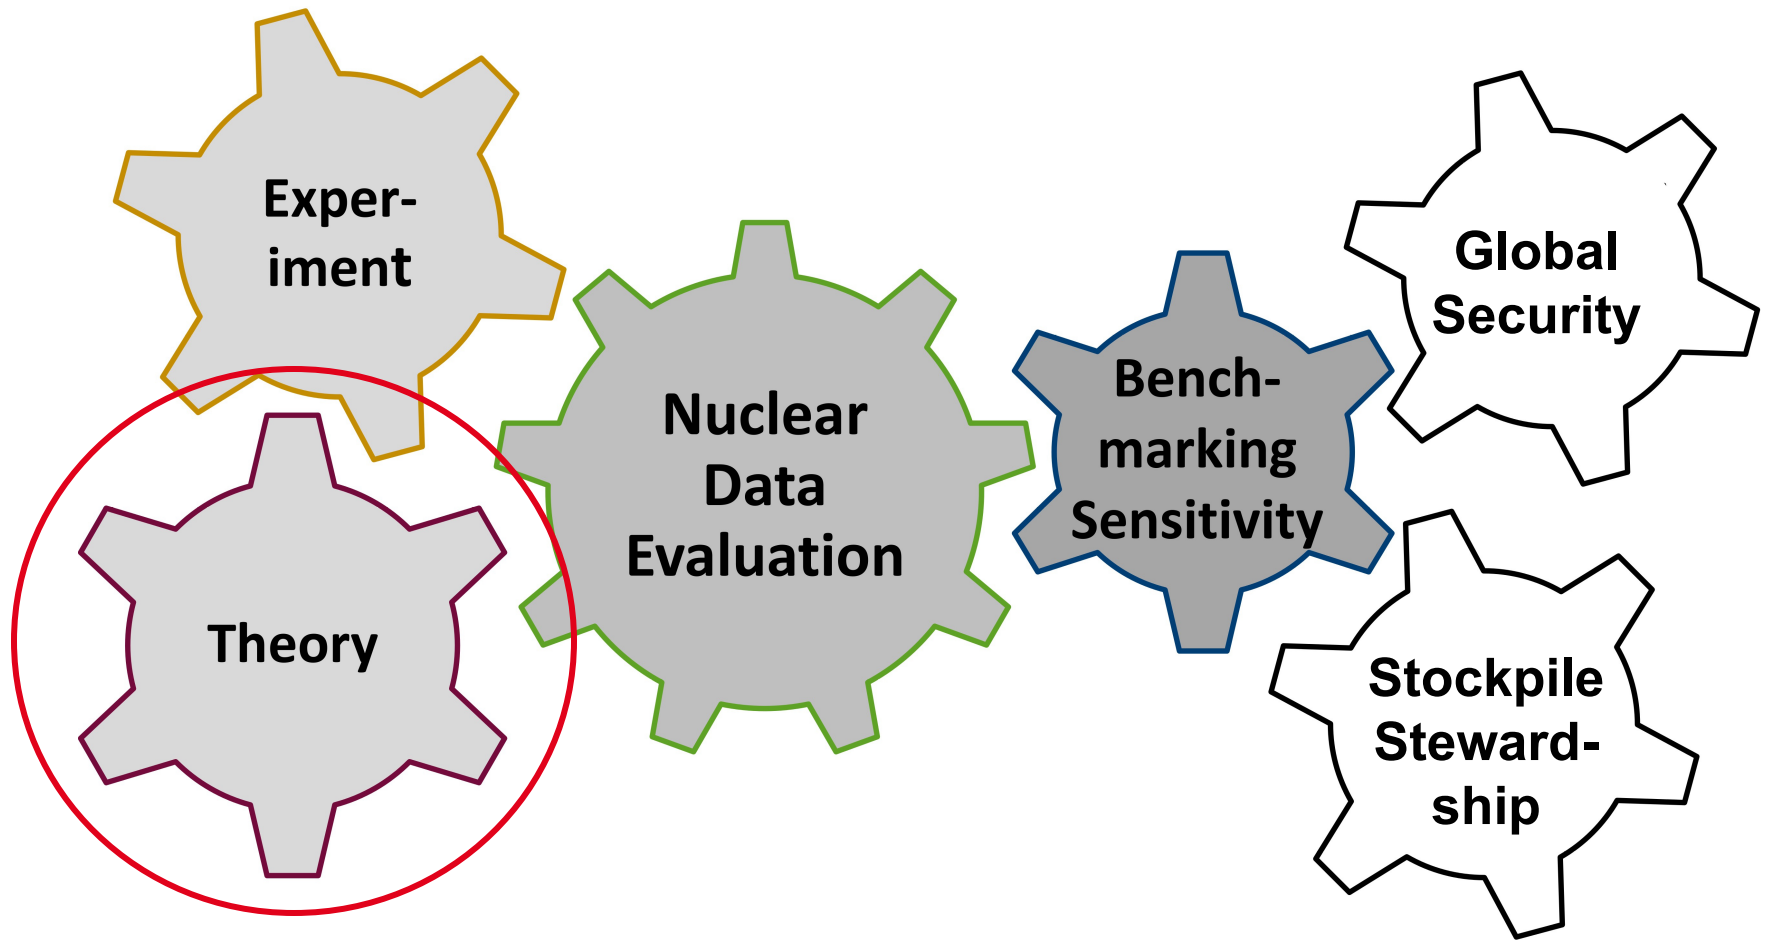 Exper-
iment
Theory
Nuclear
Data
Evaluation
Bench-
marking
Sensitivity
Global
Security
Stockpile
Steward-
ship